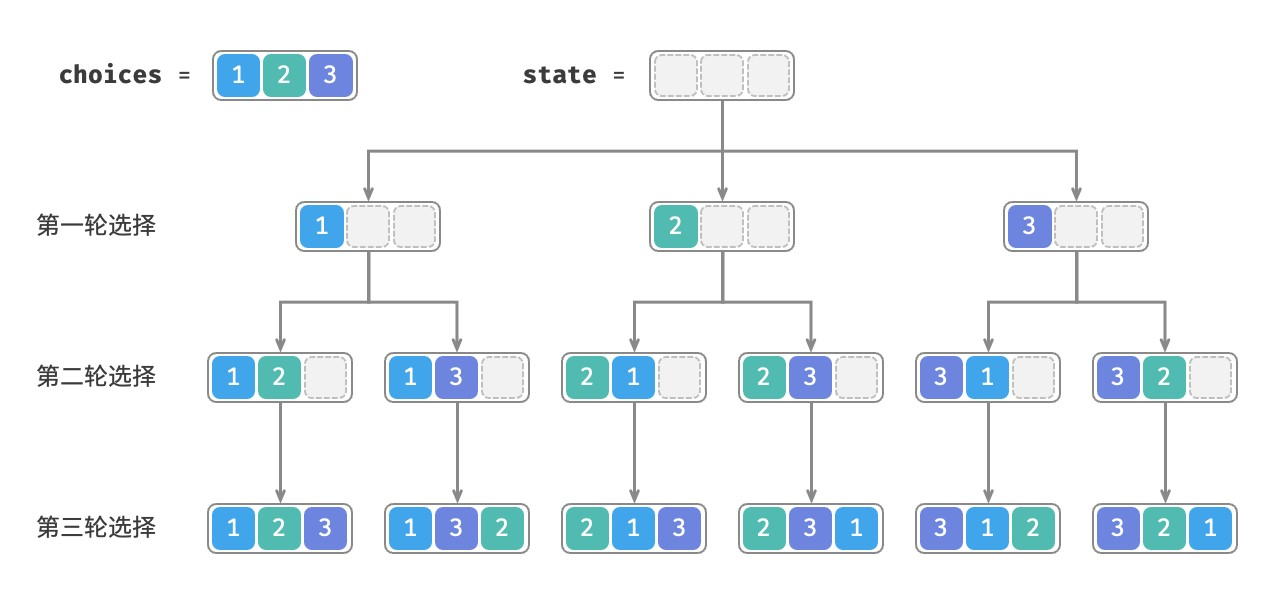 choices = 1 2 3 state =
第一轮选择 1 2 3
第二轮选择 1 2 1 3 2 1 2 3 3 1 3 2
第三轮选择 1 2 3 1 3 2 2 1 3 2 3 1 3 1 2 3 2 1